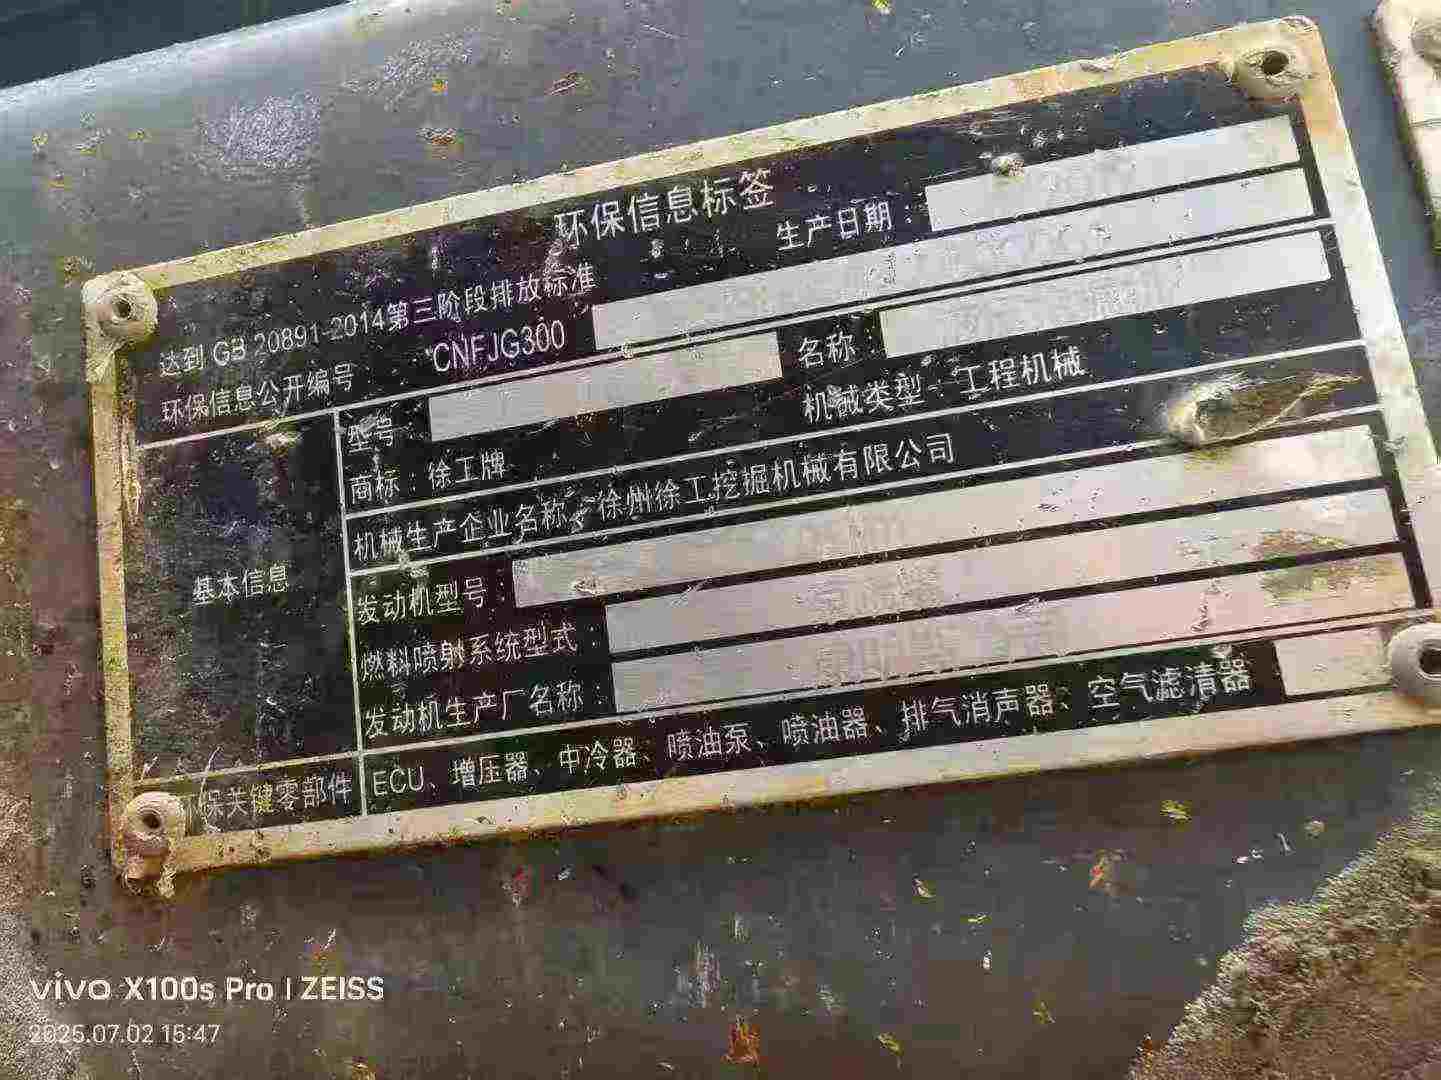 环保信息标签
达到 GB 20891-2014第三阶段排放标准
生产日期：
环保信息公开编号：CNFJG300
基本信息
型号：
名称：
商标：徐工牌
机械类型：工程机械
机械生产企业名称：徐州徐工挖掘机械有限公司
发动机型号：
燃料喷射系统型式：
发动机生产厂名称：
保关键零部件
ECU、增压器、中冷器、喷油泵、喷油器、排气消声器、空气滤清器
vivo X100s Pro | ZEISS
2025.07.02 15:47